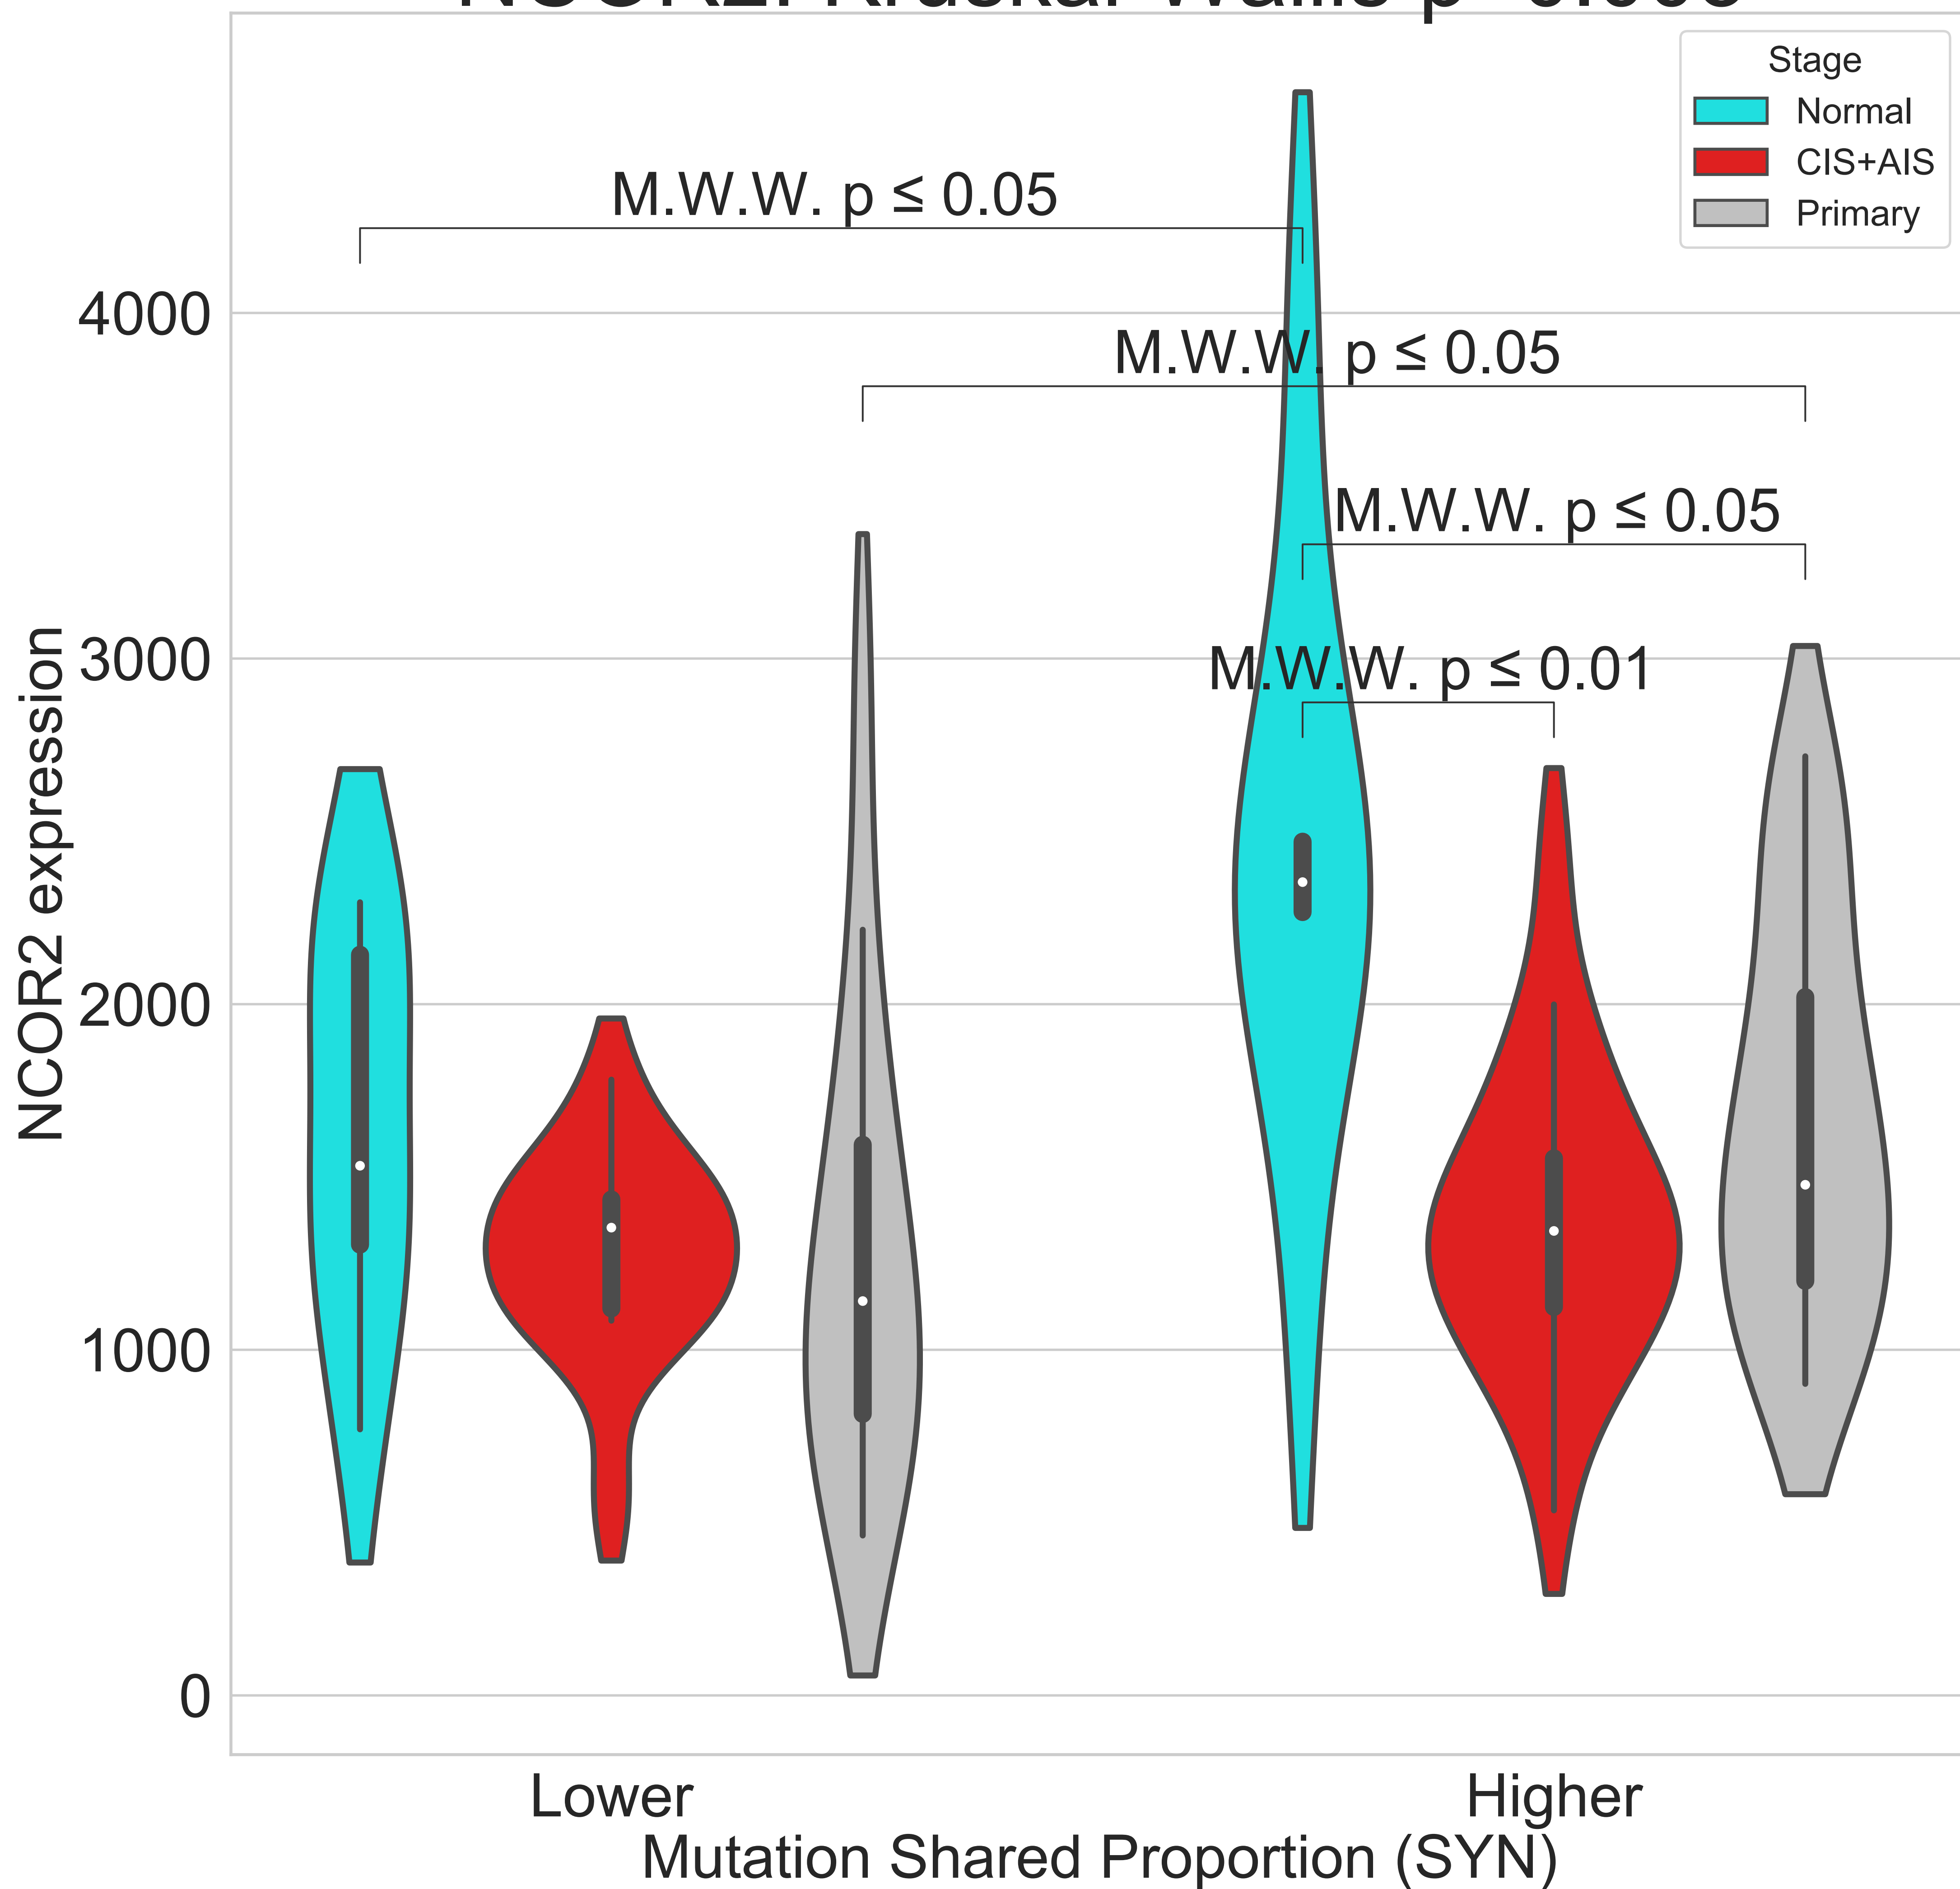 Stage
Normal
CIS+AIS
Primary
M.W.W. p ≤ 0.05
M.W.W. p ≤ 0.05
M.W.W. p ≤ 0.05
M.W.W. p ≤ 0.01
NCOR2 expression
4000
3000
2000
1000
0
Lower
Higher
Mutation Shared Proportion (SYN)